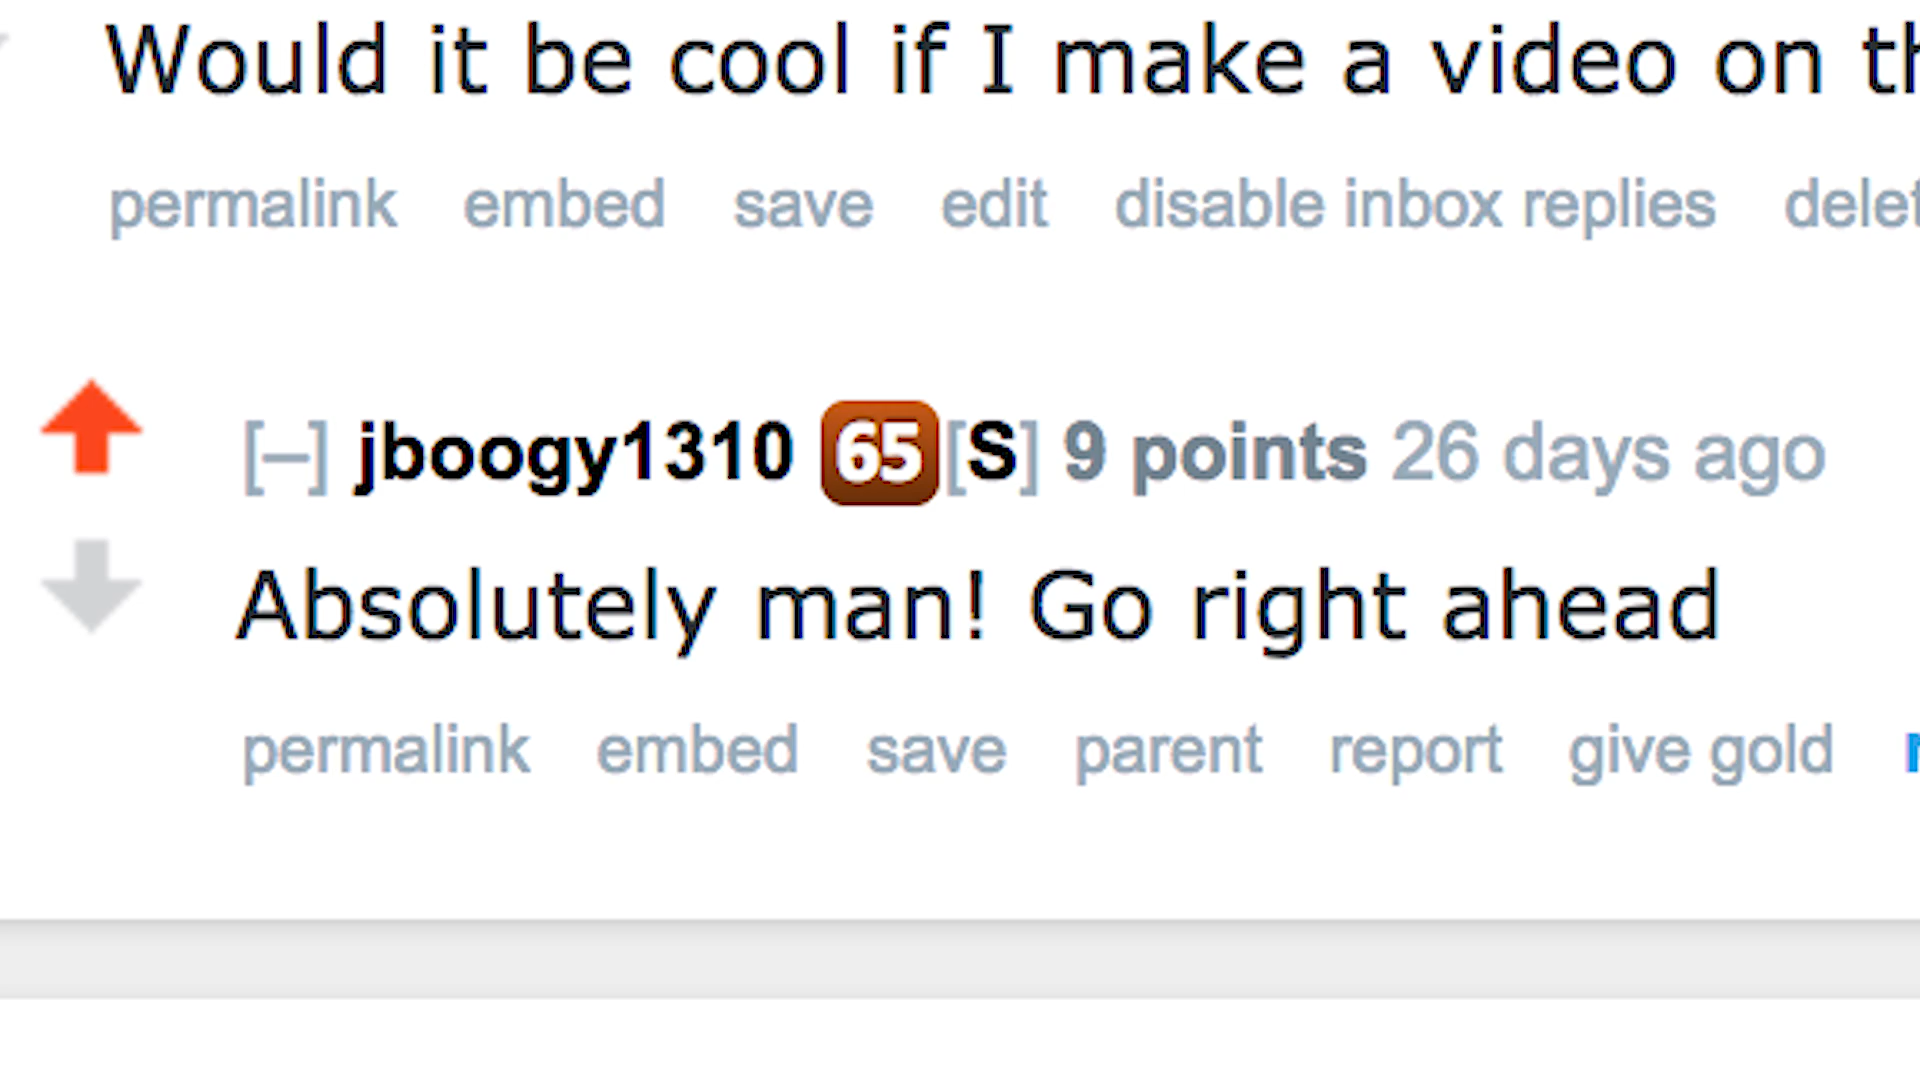 Would it be cool if I make a video on
permalink embed save edit disable inbox replies
[–] jboogy1310 65 [S] 9 points 26 days ago
Absolutely man! Go right ahead
permalink embed save parent report give gold